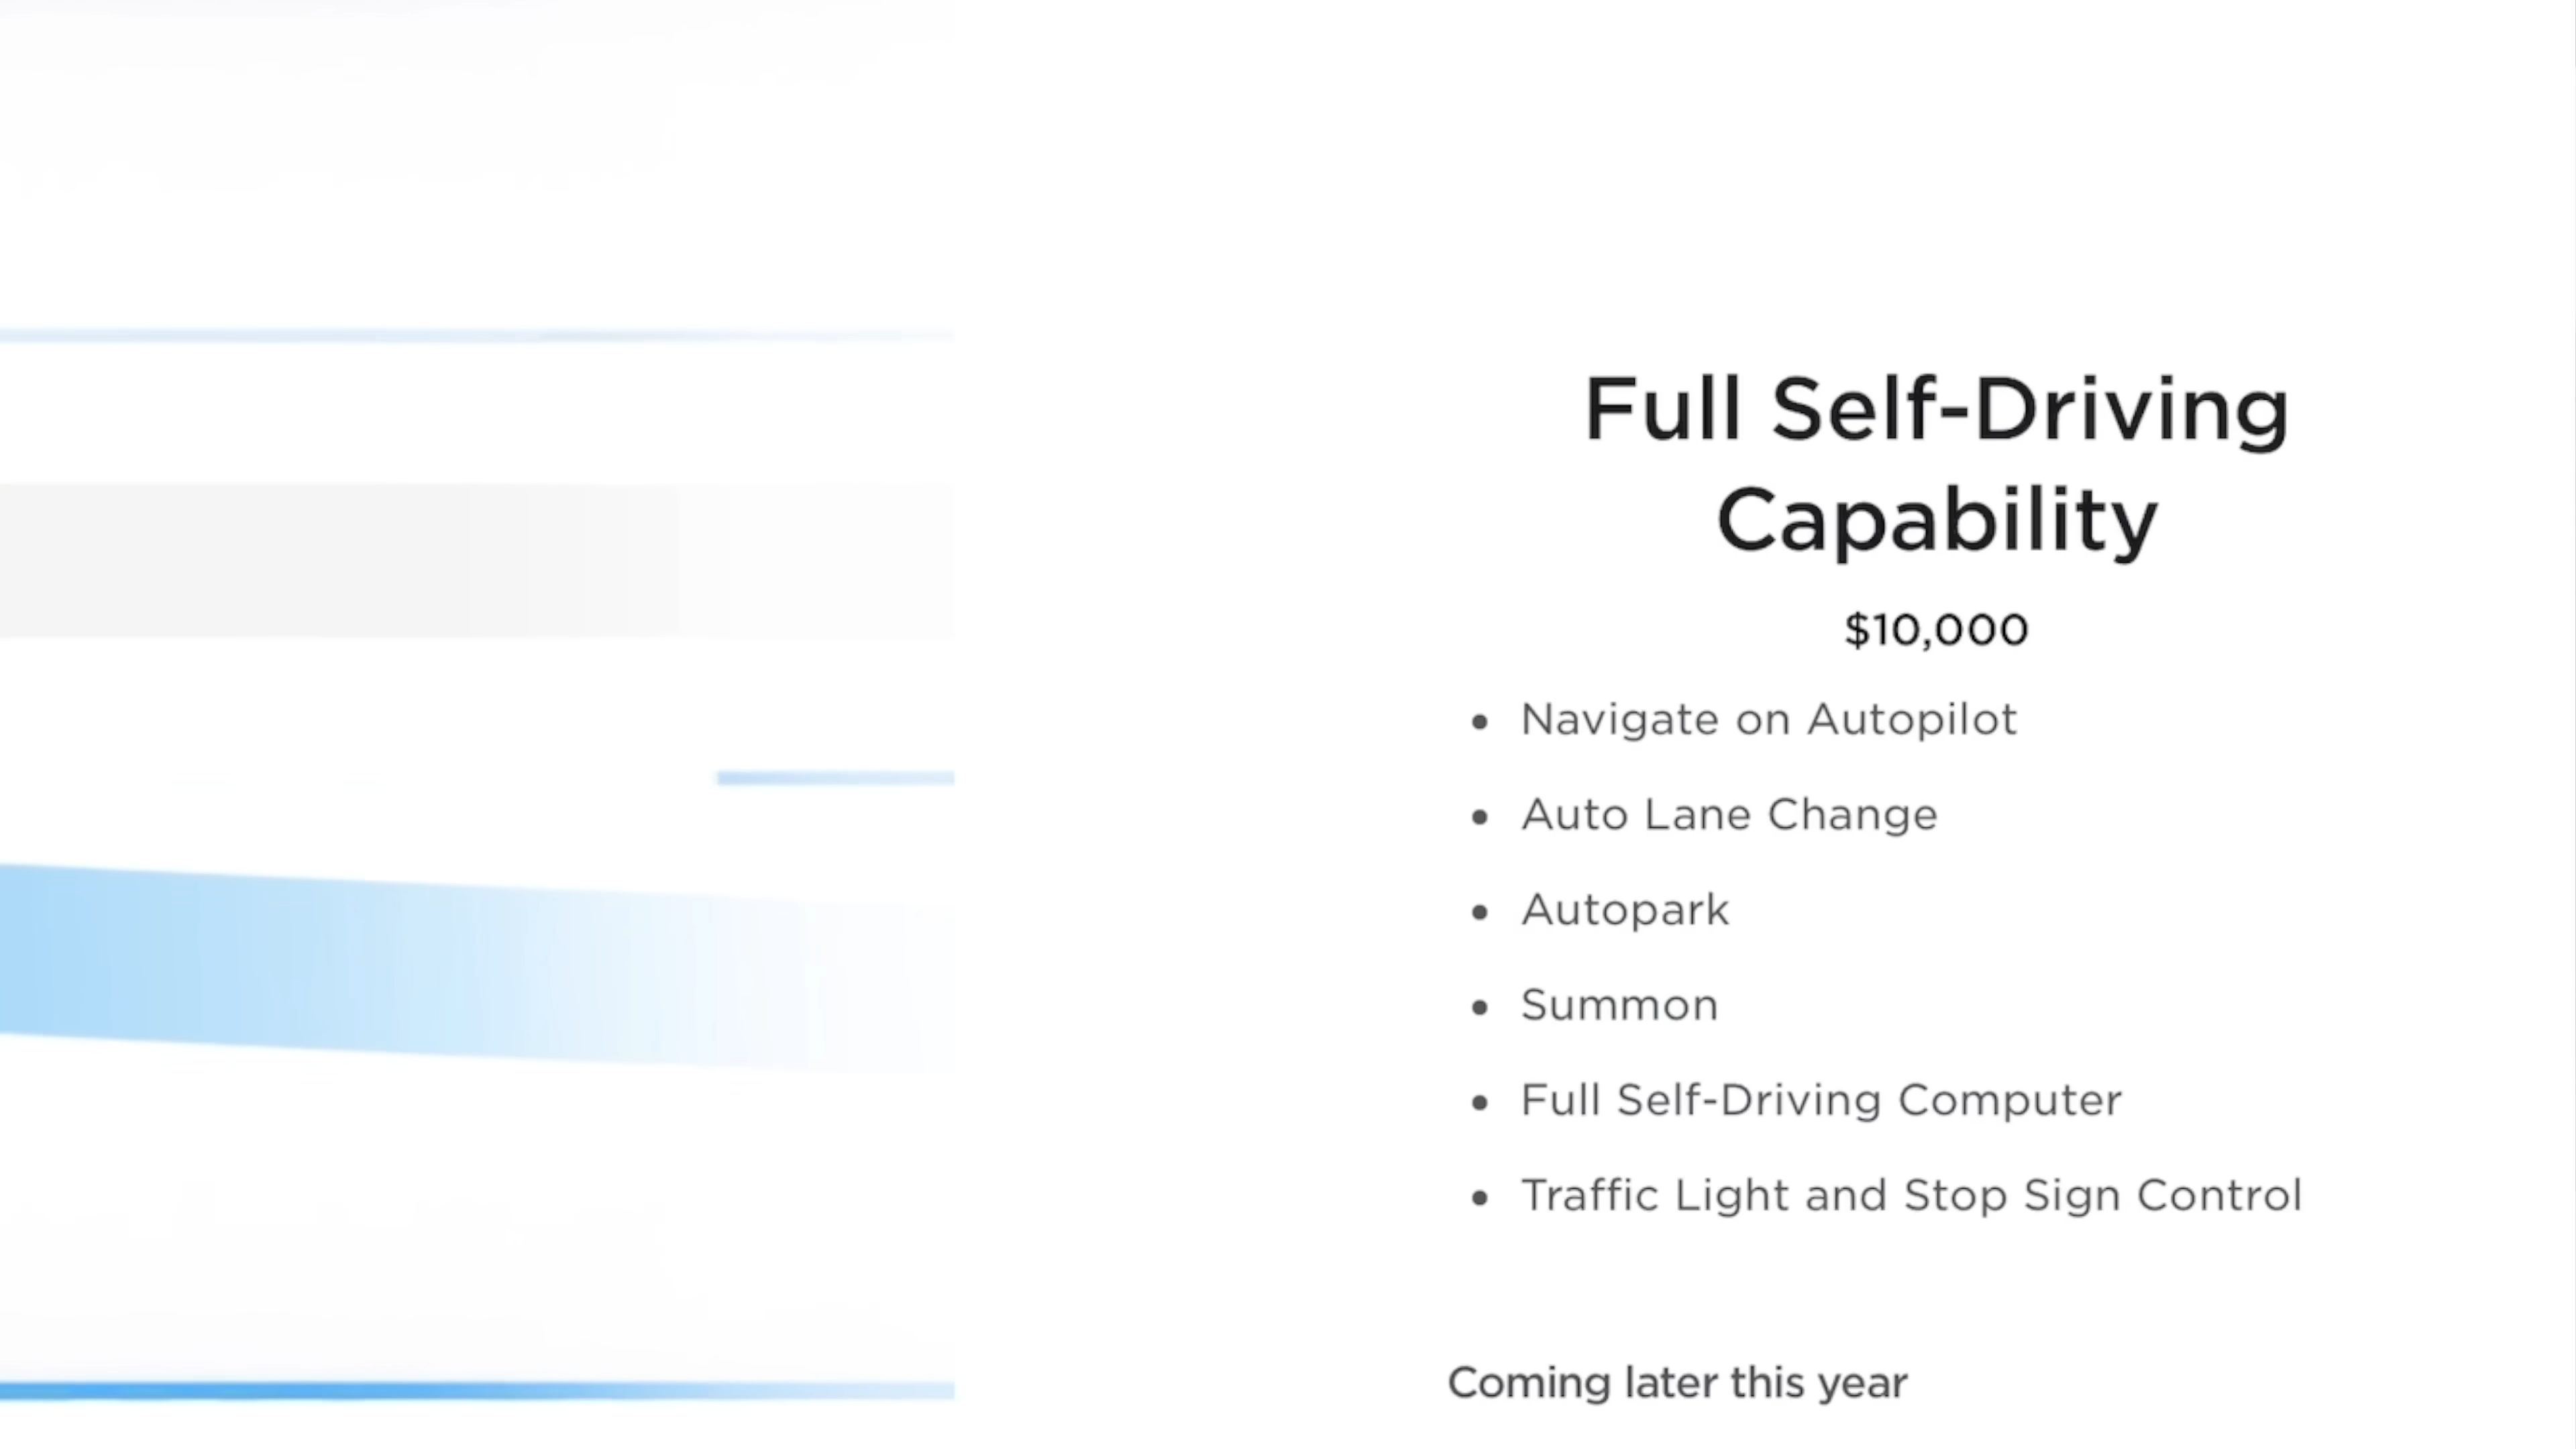 Full Self-Driving
Capability
$10,000
• Navigate on Autopilot
• Auto Lane Change
• Autopark
• Summon
• Full Self-Driving Computer
• Traffic Light and Stop Sign Control
Coming later this year